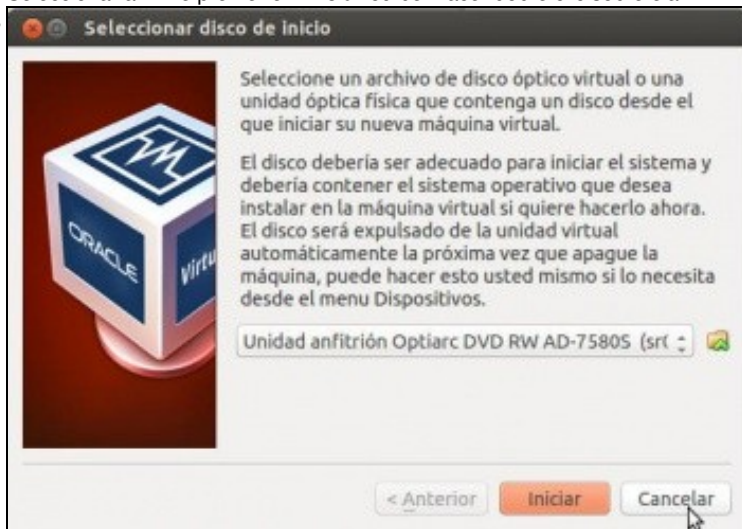 Seleccionar disco de inicio
Seleccione un archivo de disco óptico virtual o una
unidad óptica física que contenga un disco desde el
que iniciar su nueva máquina virtual.
El disco debería ser adecuado para iniciar el sistema y
debería contener el sistema operativo que desea
instalar en la máquina virtual si quiere hacerlo ahora.
El disco será expulsado de la unidad virtual
automáticamente la próxima vez que apague la
máquina, puede hacer esto usted mismo si lo necesita
desde el menu Dispositivos.
ORACLE
Virtu
Unidad anfitrión Optiarc DVD RW AD-7580S (sr(
< Anterior
Iniciar
Cancelar